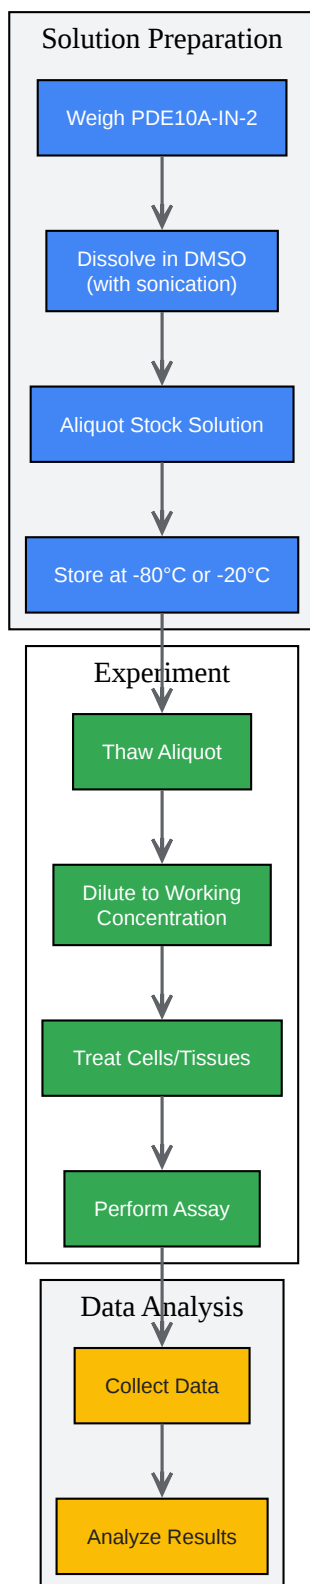 Solution Preparation
Weigh PDE10A-IN-2
Dissolve in DMSO
(with sonication)
Aliquot Stock Solution
Store at -80°C or -20°C
Experiment
Thaw Aliquot
Dilute to Working
Concentration
Treat Cells/Tissues
Perform Assay
Data Analysis
Collect Data
Analyze Results